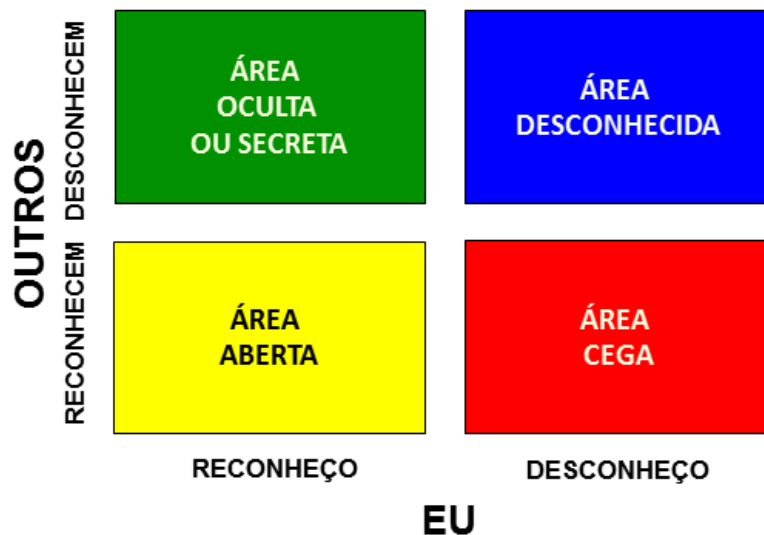 OUTROS
DESCONHECEM
ÁREA
OCULTA
OU SECRETA
ÁREA
DESCONHECIDA
RECONHECEM
ÁREA
ABERTA
ÁREA
CEGA
RECONHEÇO
DESCONHEÇO
EU